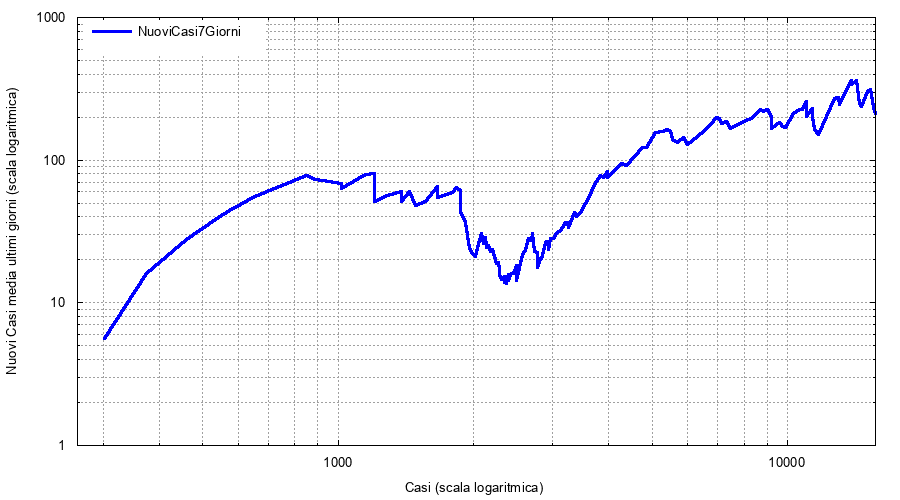 1000
NuoviCasi7Giorni
100
10
1
Nuovi Casi media ultimi giorni (scala logaritmica)
1000
10000
Casi (scala logaritmica)